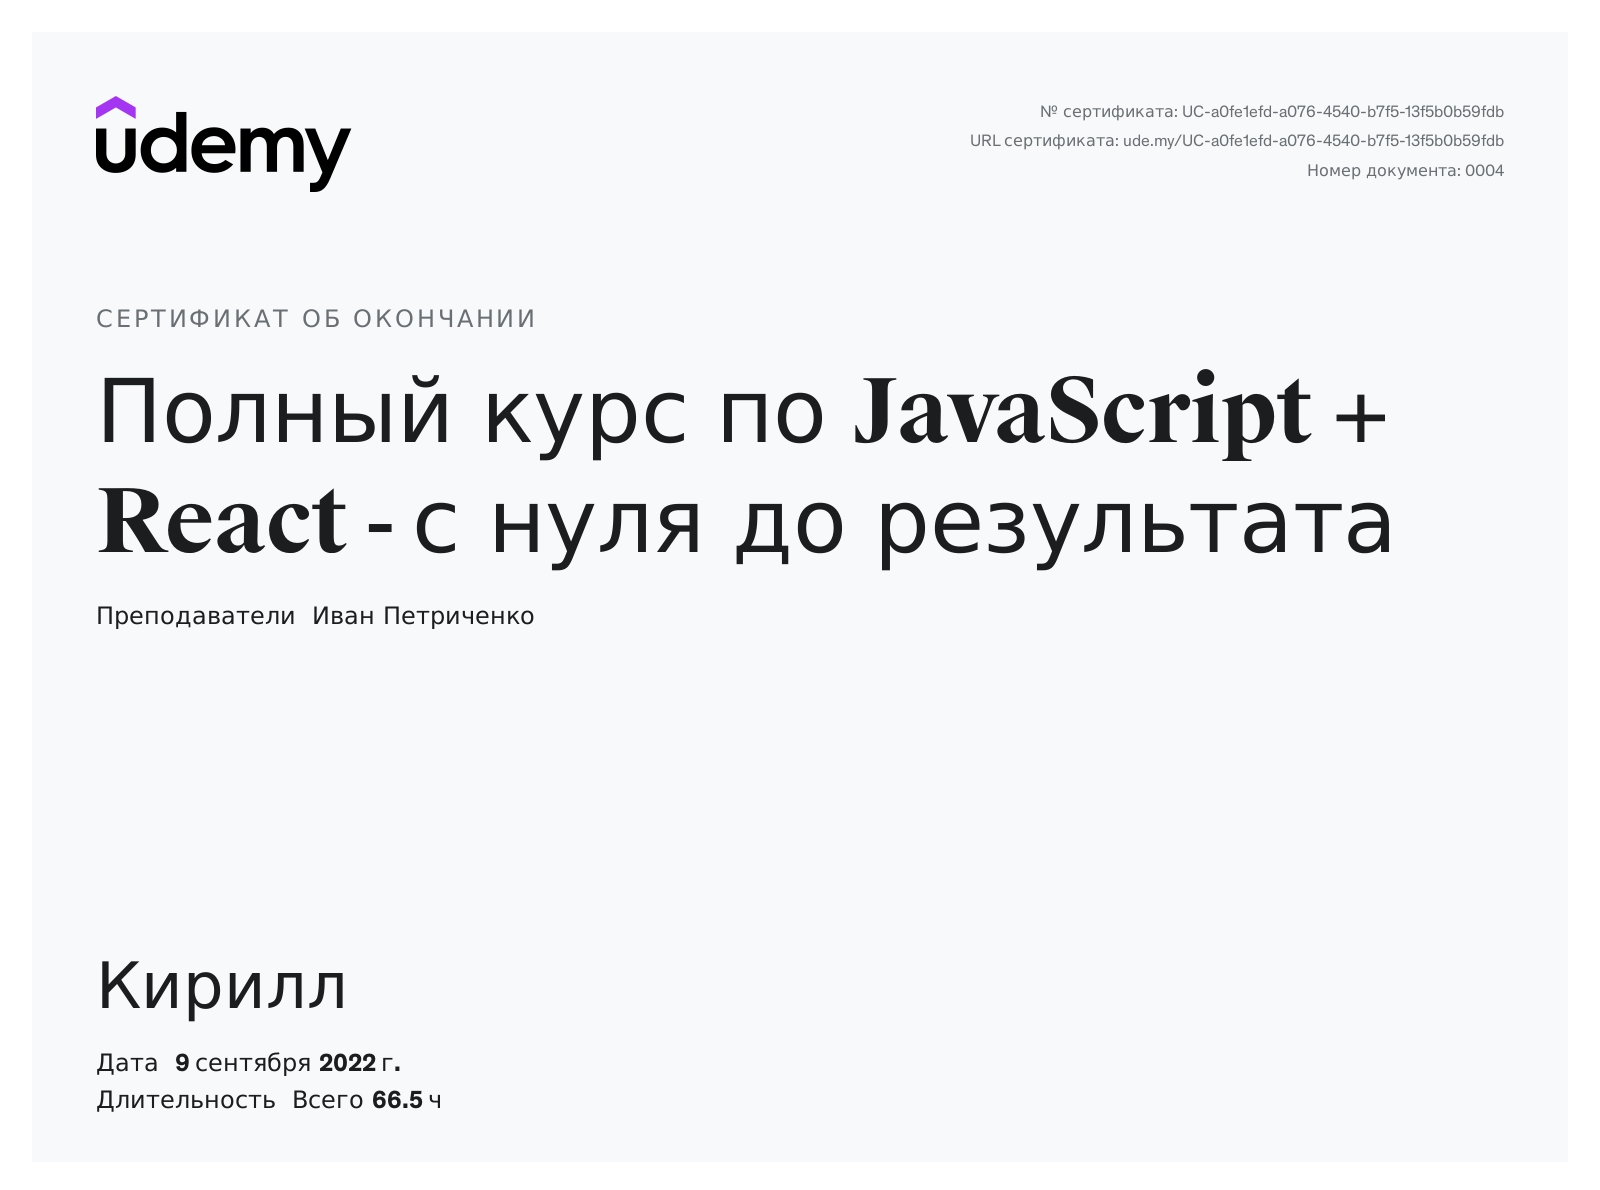 udemy
№ сертификата: UC-a0fe1efd-a076-4540-b7f5-13f5b0b59fdb
URL сертификата: ude.my/UC-a0fe1efd-a076-4540-b7f5-13f5b0b59fdb
Номер документа: 0004
СЕРТИФИКАТ ОБ ОКОНЧАНИИ
Полный курс по JavaScript +
React - с нуля до результата
Преподаватели Иван Петриченко
Кирилл
Дата 9 сентября 2022 г.
Длительность Всего 66.5 ч